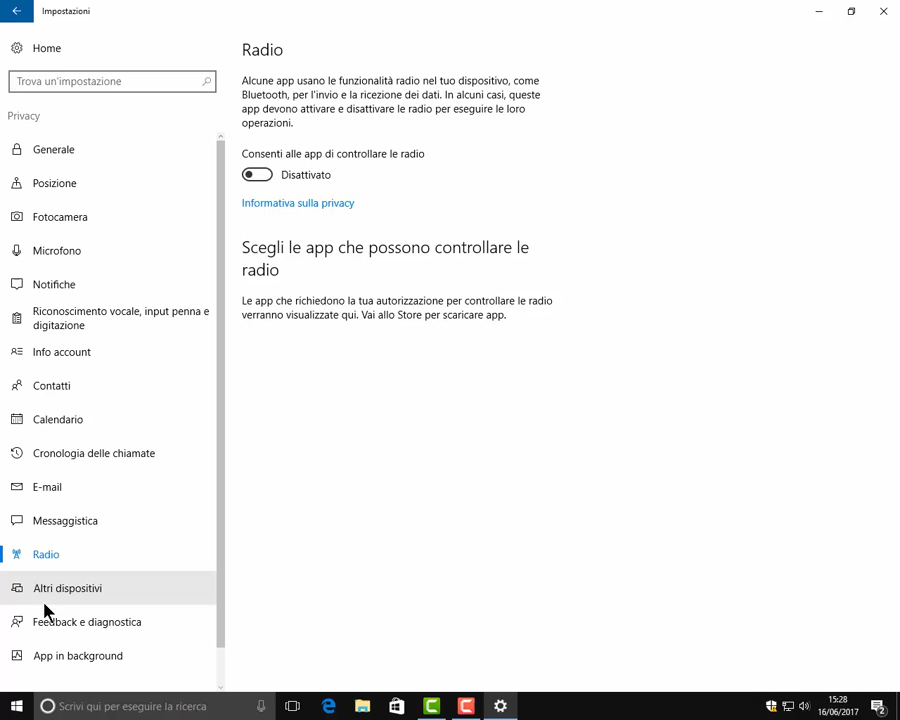 Impostazioni
Home
Trova un'impostazione
Privacy
Generale
Posizione
Fotocamera
Microfono
Notifiche
Riconoscimento vocale, input penna e
digitazione
Info account
Contatti
Calendario
Cronologia delle chiamate
E-mail
Messaggistica
Radio
Altri dispositivi
Feedback e diagnostica
App in background
Radio
Alcune app usano le funzionalità radio nel tuo dispositivo, come
Bluetooth, per l'invio e la ricezione dei dati. In alcuni casi, queste
app devono attivare e disattivare le radio per eseguire le loro
operazioni.
Consenti alle app di controllare le radio
Disattivato
Informativa sulla privacy
Scegli le app che possono controllare le
radio
Le app che richiedono la tua autorizzazione per controllare le radio
verranno visualizzate qui. Vai allo Store per scaricare app.
Scrivi qui per eseguire la ricerca
15:28
16/06/2017
2